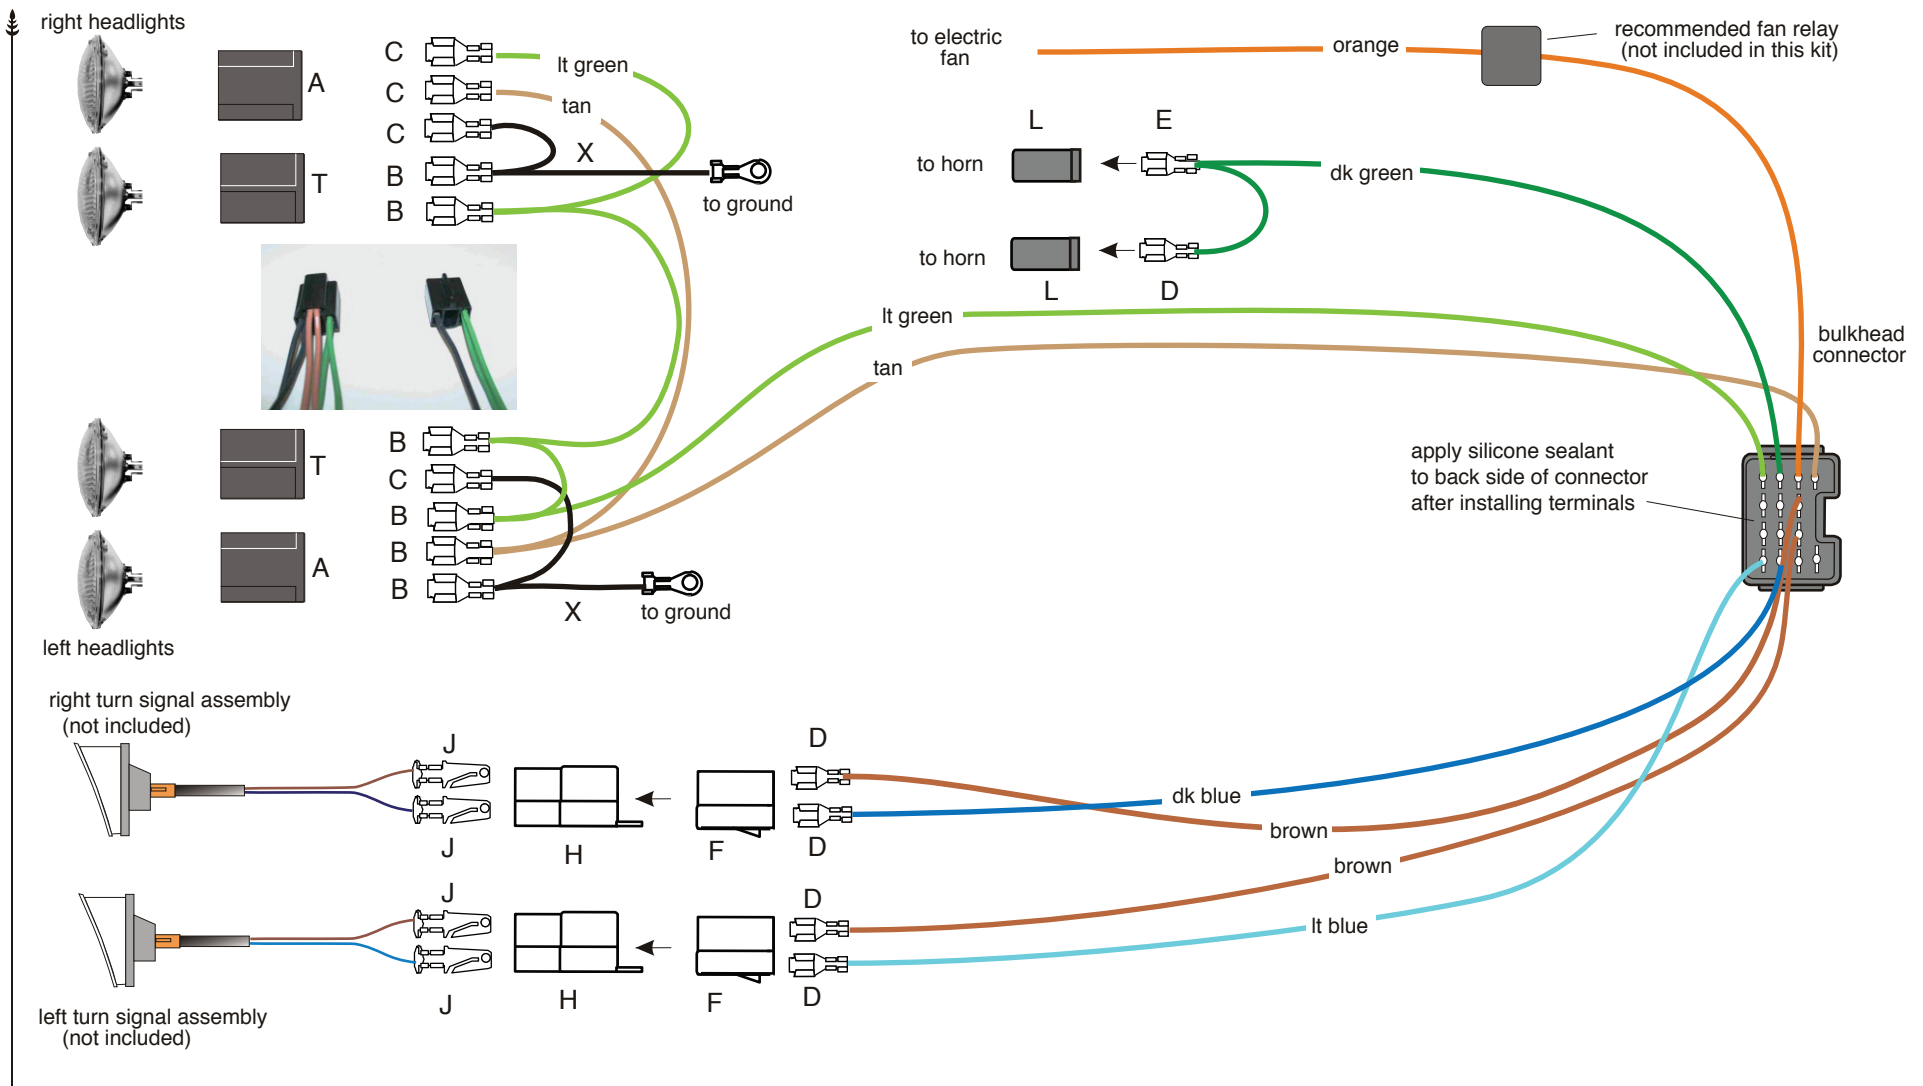 right headlights
A
T
C
C
C
B
B
lt green
tan
X
to ground
to electric
fan
orange
recommended fan relay
(not included in this kit)
L
E
to horn
dk green
to horn
L
D
lt green
tan
bulkhead
connector
apply silicone sealant
to back side of connector
after installing terminals
T
A
B
C
B
B
B
X
to ground
left headlights
right turn signal assembly
(not included)
J
J
H
F
D
D
dk blue
brown
brown
lt blue
J
J
H
F
D
D
left turn signal assembly
(not included)